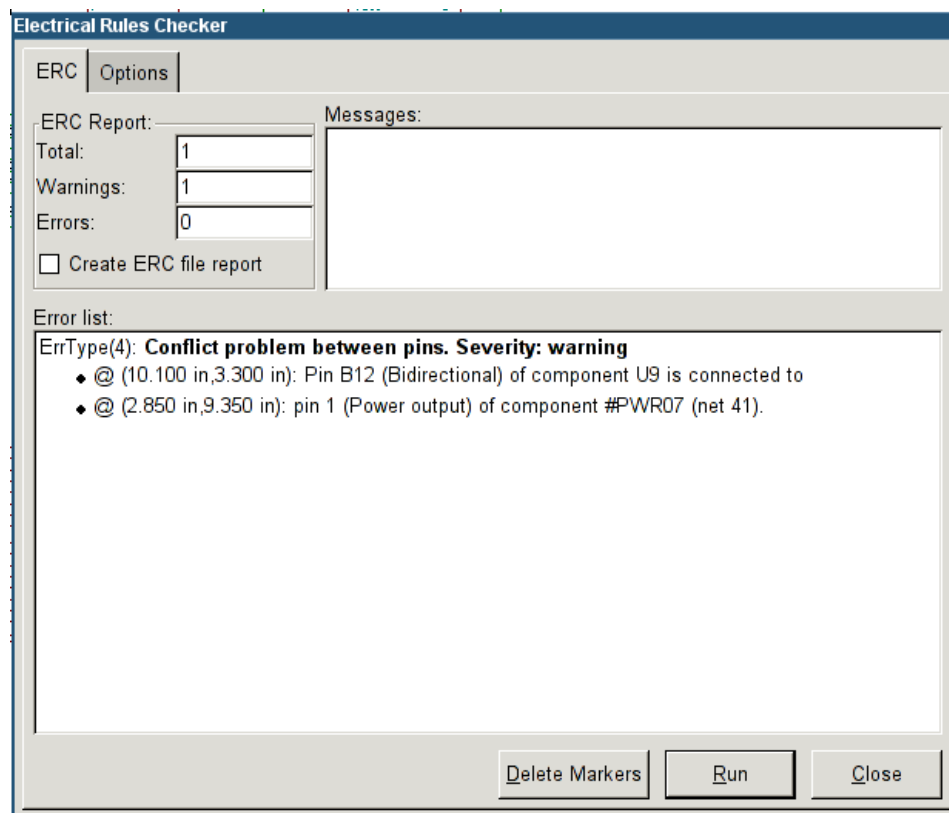 Electrical Rules Checker
ERC Options
ERC Report:
Total: 1
Warnings: 1
Errors: 0
Create ERC file report
Messages:
Error list:
ErrType(4): Conflict problem between pins. Severity: warning
@ (10.100 in,3.300 in): Pin B12 (Bidirectional) of component U9 is connected to
@ (2.850 in,9.350 in): pin 1 (Power output) of component #PWR07 (net 41).
Delete Markers Run Close